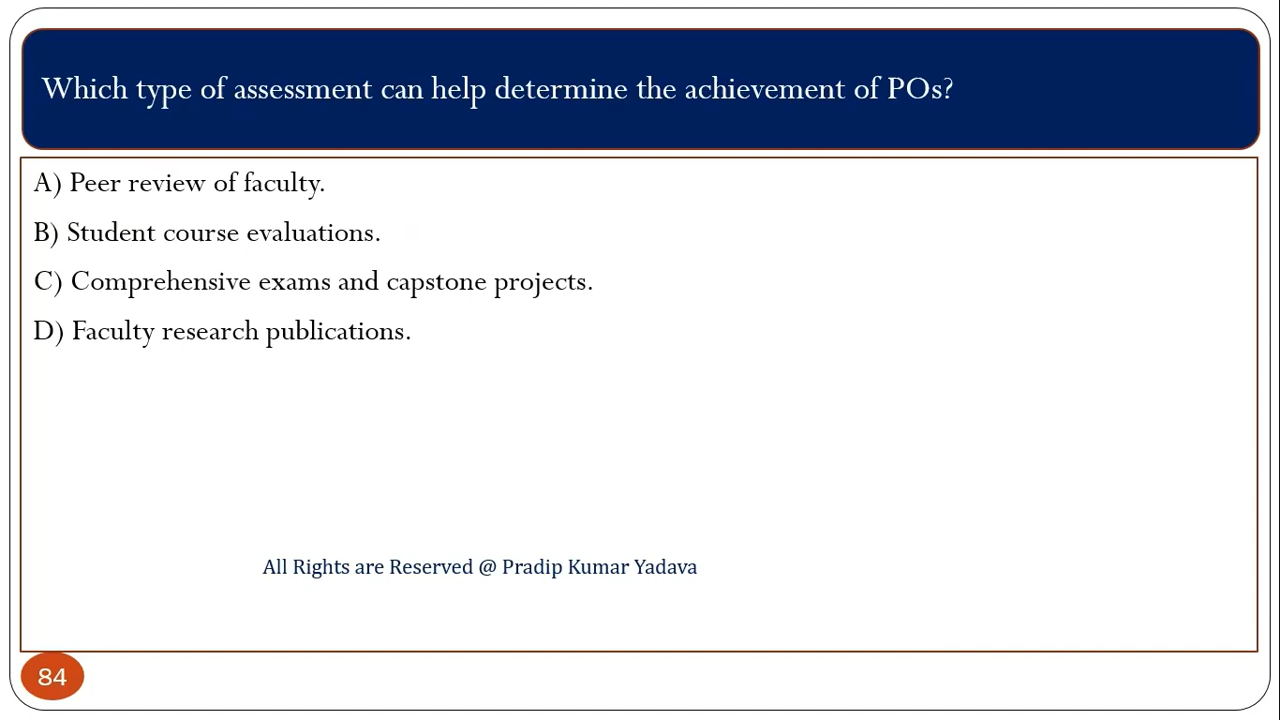 Which type of assessment can help determine the achievement of POs?
A) Peer review of faculty.
B) Student course evaluations.
C) Comprehensive exams and capstone projects.
D) Faculty research publications.
All Rights are Reserved @ Pradip Kumar Yadava
84